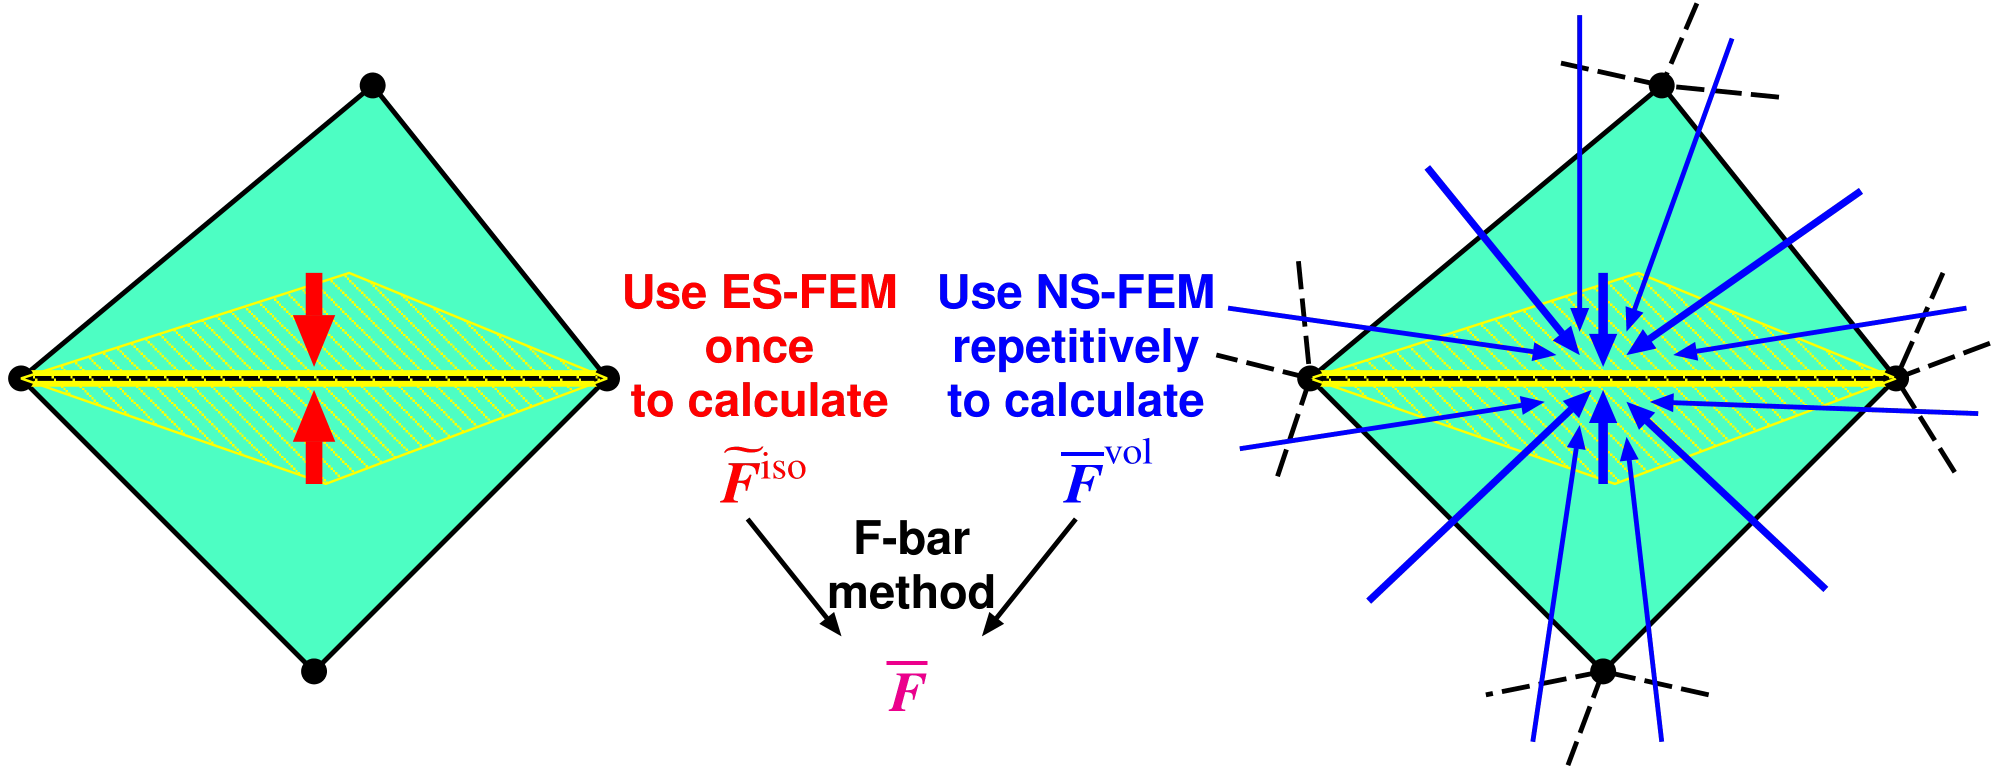 Use ES-FEM
once
to calculate
F̃ iso
Use NS-FEM
repetitively
to calculate
F̅ vol
F-bar
method
F̅